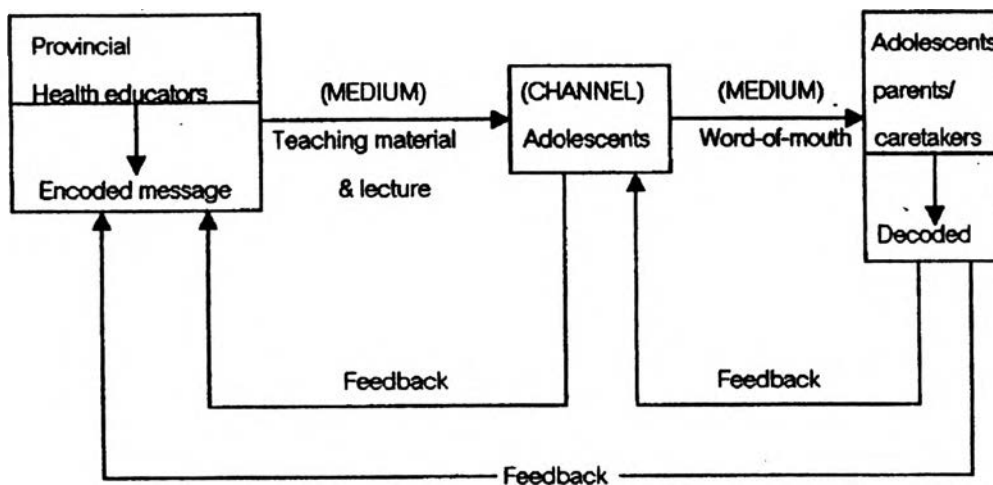 Provincial
Health educators
Encoded message
(MEDIUM)
Teaching material
& lecture
(CHANNEL)
Adolescents
(MEDIUM)
Word-of-mouth
Adolescents
parents/
caretakers
Decoded
Feedback
Feedback
Feedback